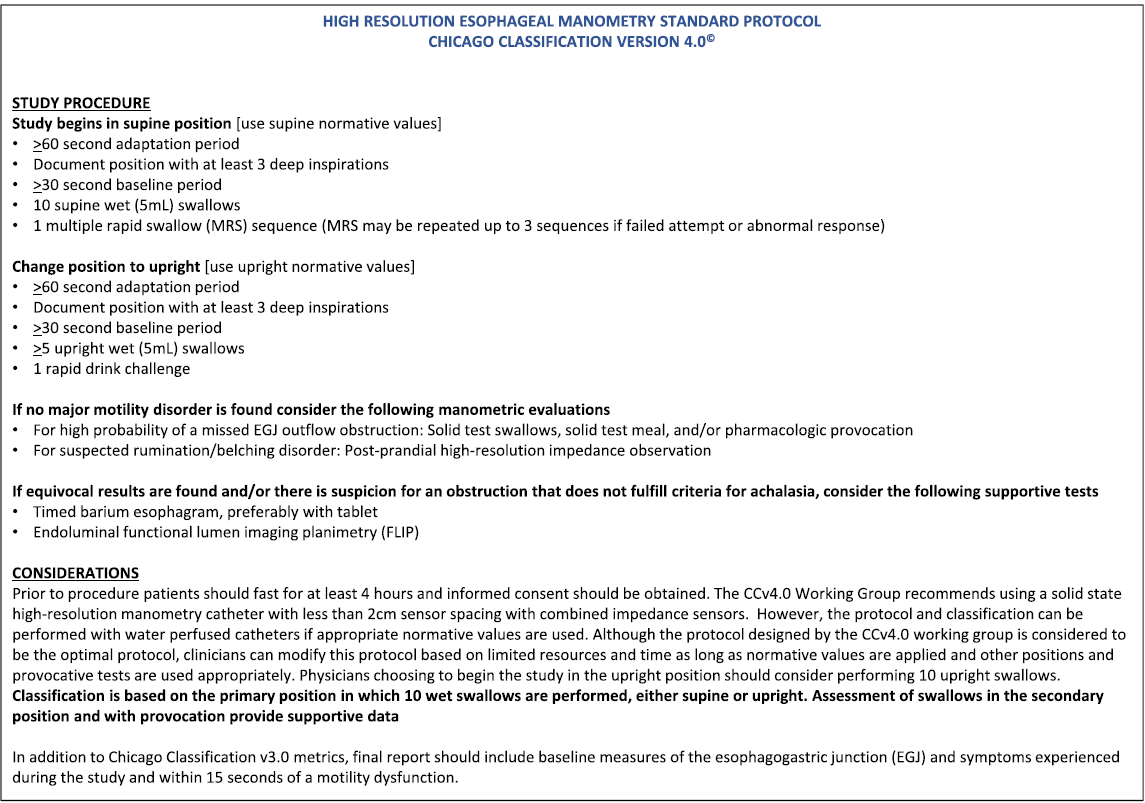 HIGH RESOLUTION ESOPHAGEAL MANOMETRY STANDARD PROTOCOL
CHICAGO CLASSIFICATION VERSION 4.0©
STUDY PROCEDURE
Study begins in supine position [use supine normative values]
• ≥60 second adaptation period
• Document position with at least 3 deep inspirations
• ≥30 second baseline period
• 10 supine wet (5mL) swallows
• 1 multiple rapid swallow (MRS) sequence (MRS may be repeated up to 3 sequences if failed attempt or abnormal response)
Change position to upright [use upright normative values]
• ≥60 second adaptation period
• Document position with at least 3 deep inspirations
• ≥30 second baseline period
• ≥5 upright wet (5mL) swallows
• 1 rapid drink challenge
If no major motility disorder is found consider the following manometric evaluations
• For high probability of a missed EGJ outflow obstruction: Solid test swallows, solid test meal, and/or pharmacologic provocation
• For suspected rumination/belching disorder: Post-prandial high-resolution impedance observation
If equivocal results are found and/or there is suspicion for an obstruction that does not fulfill criteria for achalasia, consider the following supportive tests
• Timed barium esophagram, preferably with tablet
• Endoluminal functional lumen imaging planimetry (FLIP)
CONSIDERATIONS
Prior to procedure patients should fast for at least 4 hours and informed consent should be obtained. The CCv4.0 Working Group recommends using a solid state
high-resolution manometry catheter with less than 2cm sensor spacing with combined impedance sensors. However, the protocol and classification can be
performed with water perfused catheters if appropriate normative values are used. Although the protocol designed by the CCv4.0 working group is considered to
be the optimal protocol, clinicians can modify this protocol based on limited resources and time as long as normative values are applied and other positions and
provocative tests are used appropriately. Physicians choosing to begin the study in the upright position should consider performing 10 upright swallows.
Classification is based on the primary position in which 10 wet swallows are performed, either supine or upright. Assessment of swallows in the secondary
position and with provocation provide supportive data
In addition to Chicago Classification v3.0 metrics, final report should include baseline measures of the esophagogastric junction (EGJ) and symptoms experienced
during the study and within 15 seconds of a motility dysfunction.